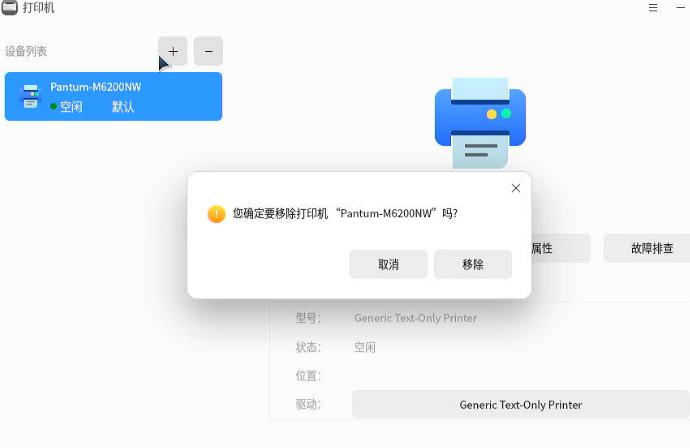 打印机
设备列表
Pantum-M6200NW
空闲 默认
您确定要移除打印机 “Pantum-M6200NW”吗?
取消 移除
属性 故障排查
型号: Generic Text-Only Printer
状态: 空闲
位置:
驱动: Generic Text-Only Printer